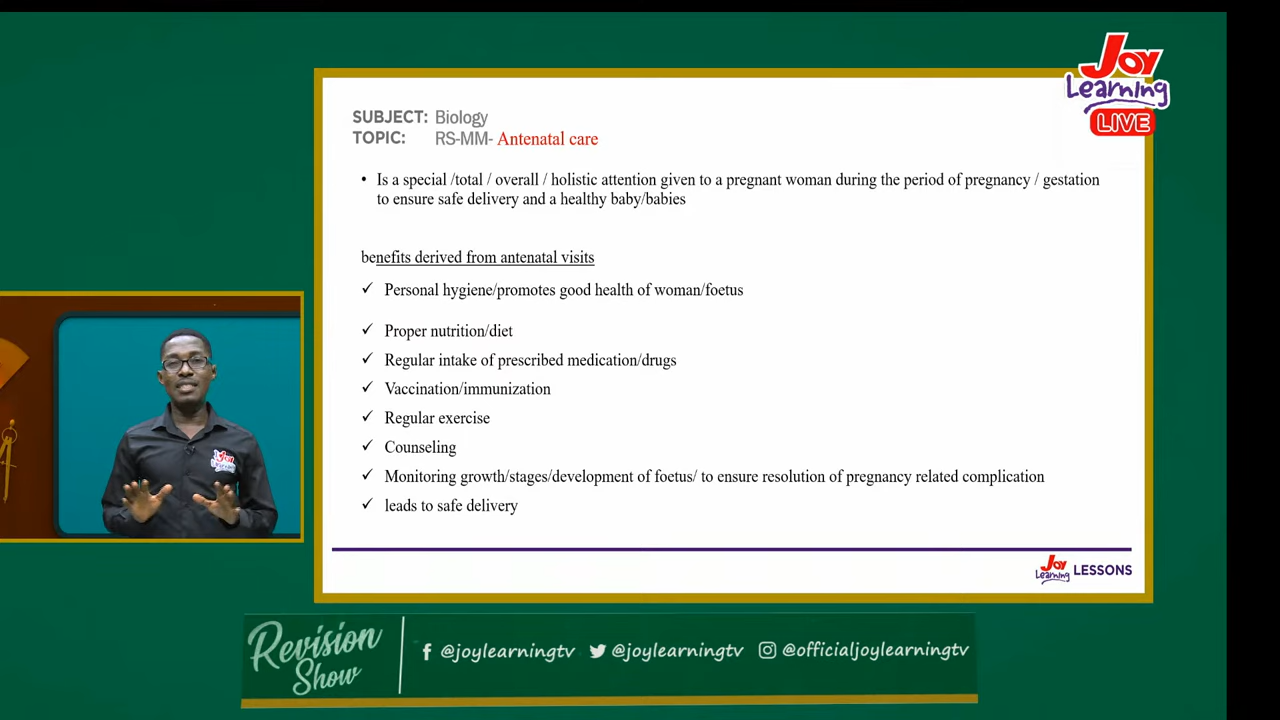 Joy
Learning
LIVE
SUBJECT: Biology
TOPIC: RS-MM- Antenatal care
• Is a special /total / overall / holistic attention given to a pregnant woman during the period of pregnancy / gestation
to ensure safe delivery and a healthy baby/babies
benefits derived from antenatal visits
✓ Personal hygiene/promotes good health of woman/foetus
✓ Proper nutrition/diet
✓ Regular intake of prescribed medication/drugs
✓ Vaccination/immunization
✓ Regular exercise
✓ Counseling
✓ Monitoring growth/stages/development of foetus/ to ensure resolution of pregnancy related complication
✓ leads to safe delivery
Joy
Learning
Joy Learning LESSONS
Revision Show
@joylearningtv @joylearningtv @officialjoylearningtv